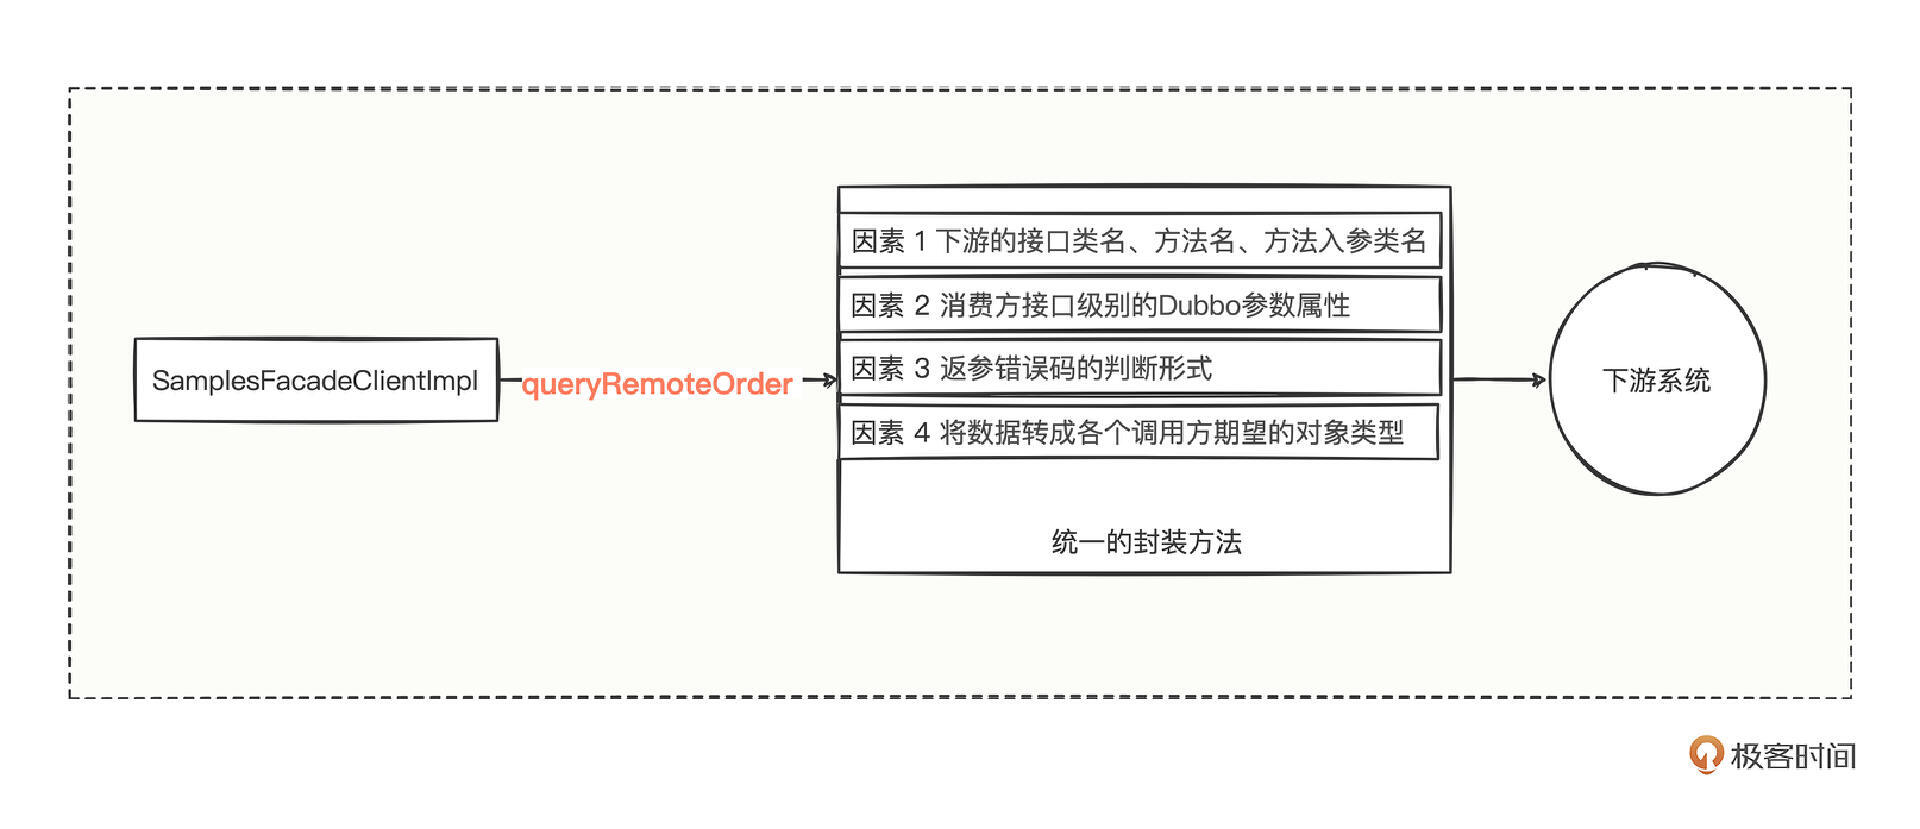 因素 1 下游的接口类名、方法名、方法入参类名
因素 2 消费方接口级别的Dubbo参数属性
因素 3 返参错误码的判断形式
SamplesFacadeClientImpl
queryRemoteOrder
下游系统
因素 4 将数据转成各个调用方期望的对象类型
统一的封装方法
极客时间